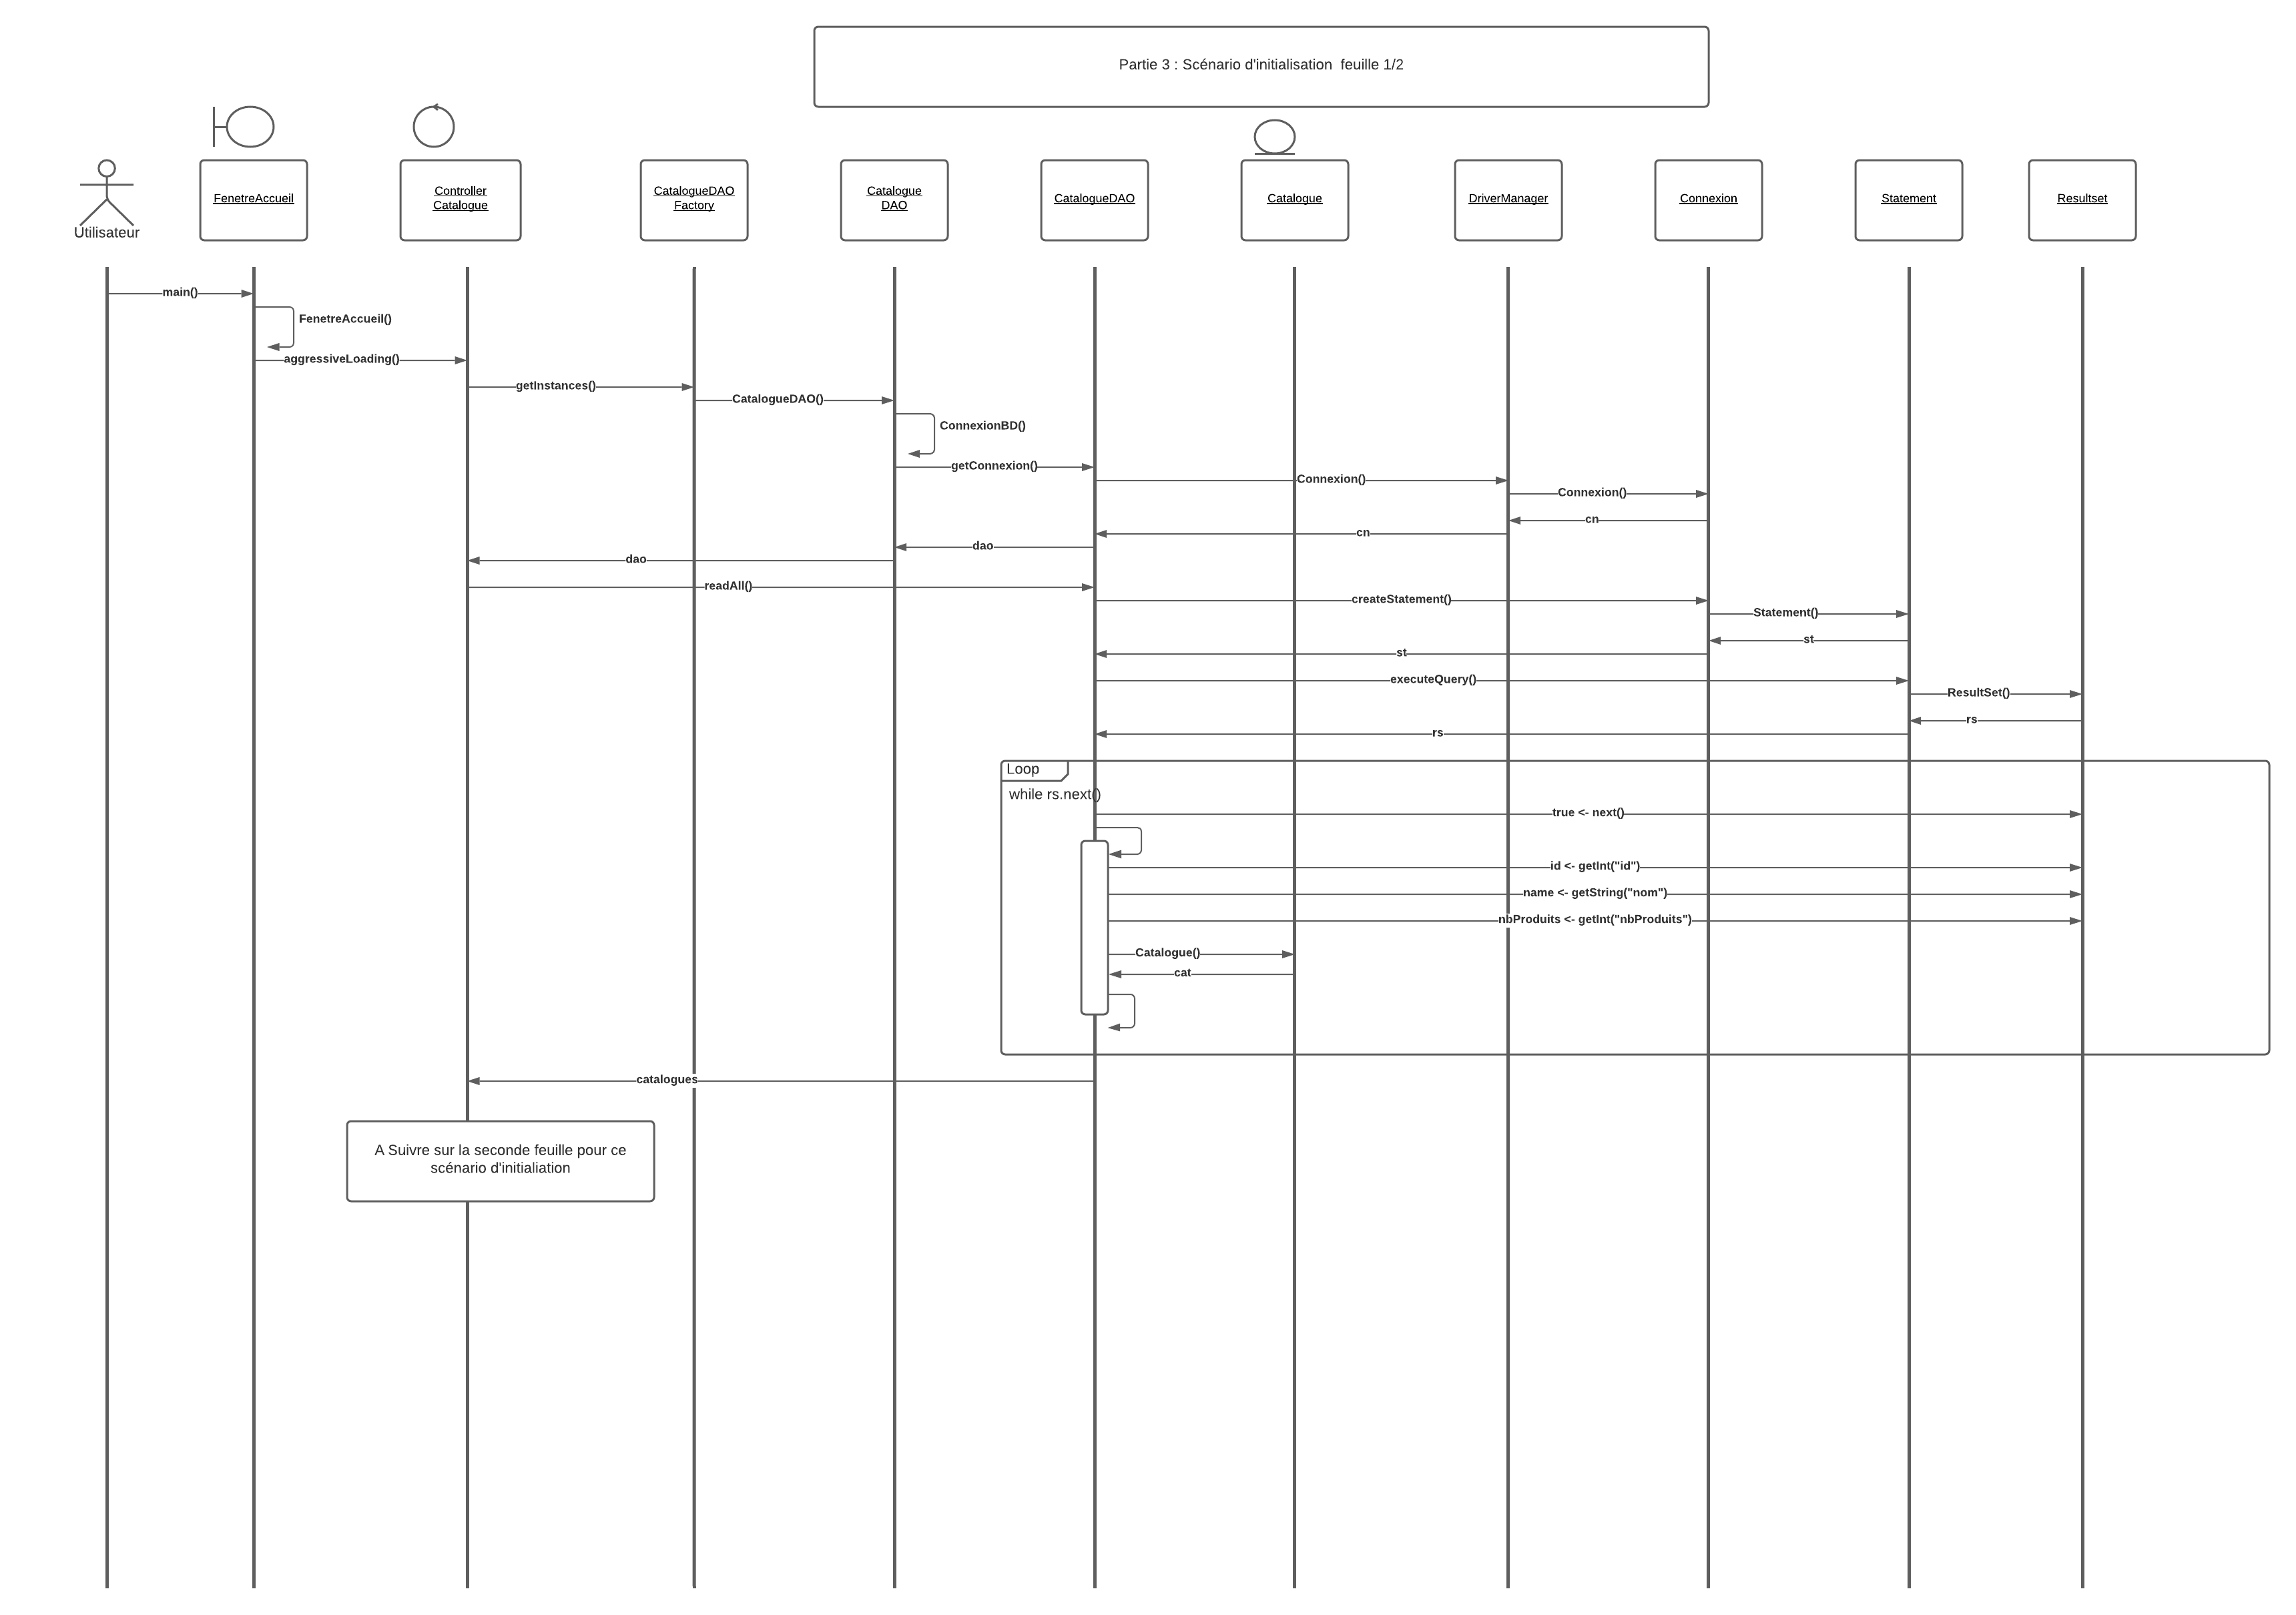 Partie 3 : Scénario d'initialisation  feuille 1/2
Utilisateur
FenetreAccueil
Controller
Catalogue
CatalogueDAO
Factory
Catalogue
DAO
CatalogueDAO
Catalogue
DriverManager
Connexion
Statement
Resultset
main()
FenetreAccueil()
aggressiveLoading()
getInstances()
CatalogueDAO()
ConnexionBD()
getConnexion()
Connexion()
Connexion()
cn
cn
dao
dao
readAll()
createStatement()
Statement()
st
st
executeQuery()
ResultSet()
rs
rs
Loop
while rs.next()
true <- next()
id <- getInt("id")
name <- getString("nom")
nbProduits <- getInt("nbProduits")
Catalogue()
cat
catalogues
A Suivre sur la seconde feuille pour ce
scénario d'initialiation